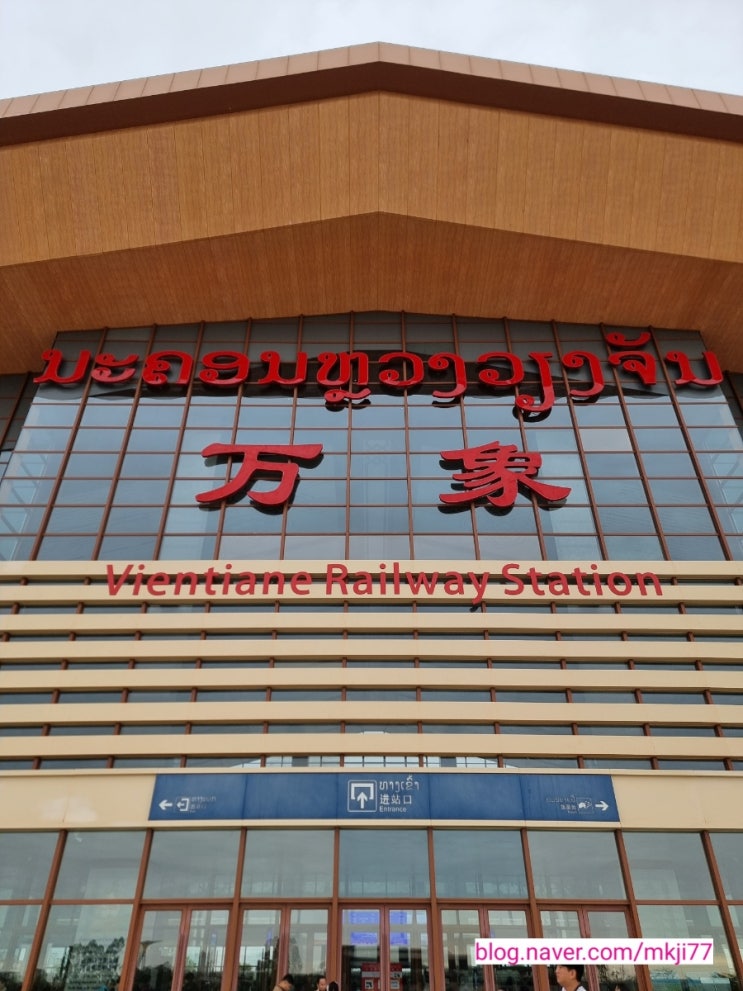 ນະຄອນຫຼວງວຽງຈັນ
万象
Vientiane Railway Station
ທາງເຂົ້າ
进站口
Entrance
blog.naver.com/mkji77